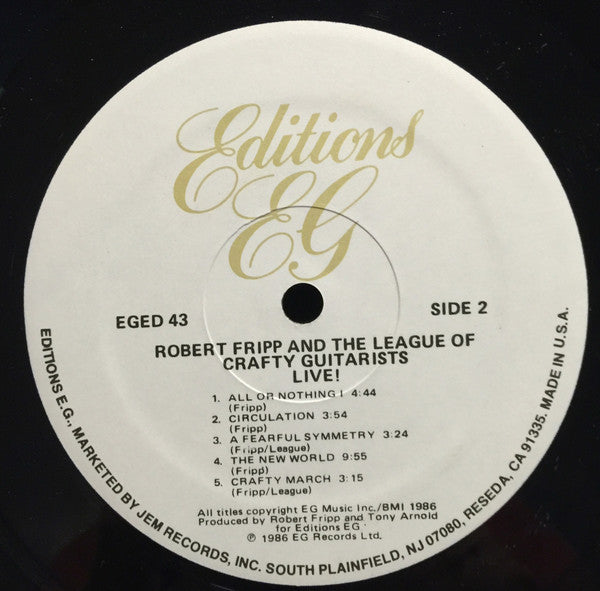 Editions
EG
EGED 43
SIDE 2
ROBERT FRIPP AND THE LEAGUE OF
CRAFTY GUITARISTS
LIVE!
1. ALL OR NOTHING I 4:44
(Fripp)
2. CIRCULATION 3:54
(Fripp)
3. A FEARFUL SYMMETRY 3:24
(Fripp/League)
4. THE NEW WORLD 9:55
(Fripp)
5. CRAFTY MARCH 3:15
(Fripp/League)
All titles copyright EG Music Inc./BMI 1986
Produced by Robert Fripp and Tony Arnold
for Editions EG
℗ 1986 EG Records Ltd.
EDITIONS E.G., MARKETED BY JEM RECORDS, INC. SOUTH PLAINFIELD, NJ 07080, RESEDA, CA 91335. MADE IN U.S.A.